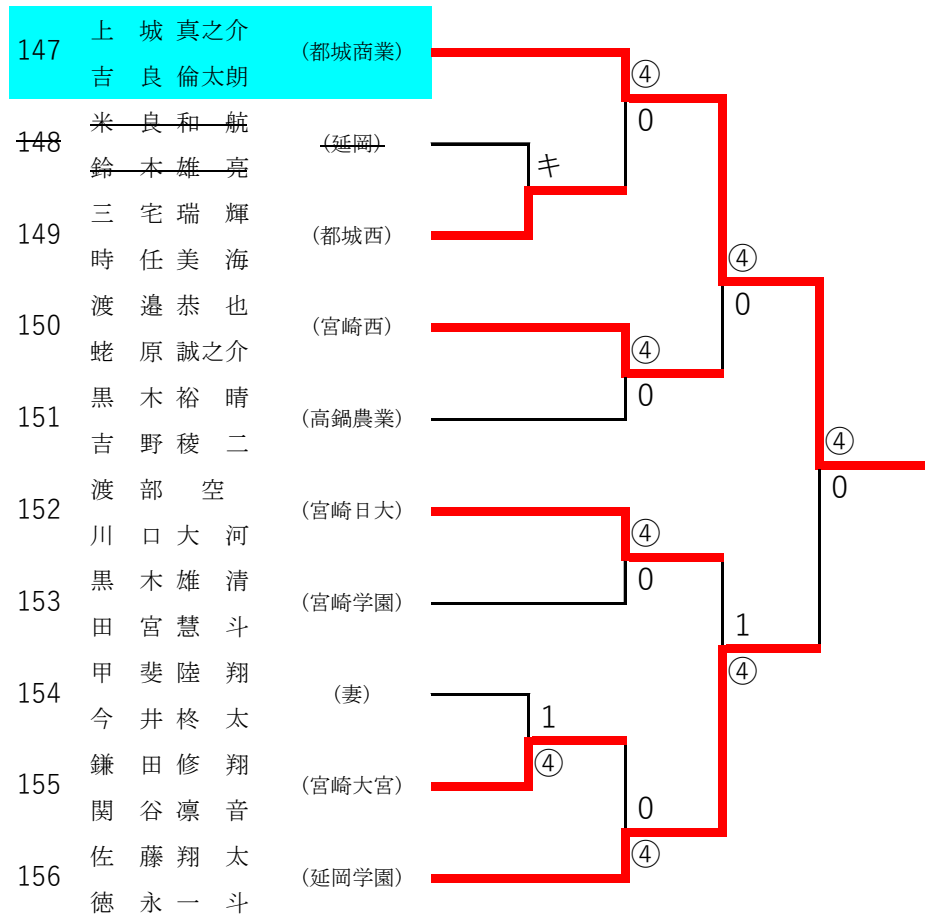 上 城 真之介
147 (都城商業)
吉 良 倫太朗
④
0
米 良 和 航
148 (延岡)
鈴 木 雄 亮
キ
三 宅 瑞 輝
149 (都城西)
時 任 美 海
④
0
渡 邉 恭 也
150 (宮崎西)
蛯 原 誠之介
④
0
黒 木 裕 晴
151 (高鍋農業)
吉 野 稜 二
④
0
渡 部 空
152 (宮崎日大)
川 口 大 河
④
0
黒 木 雄 清
153 (宮崎学園)
田 宮 慧 斗
1
④
甲 斐 陸 翔
154 (妻)
今 井 柊 太
1
④
鎌 田 修 翔
155 (宮崎大宮)
関 谷 凛 音
0
④
佐 藤 翔 太
156 (延岡学園)
徳 永 一 斗